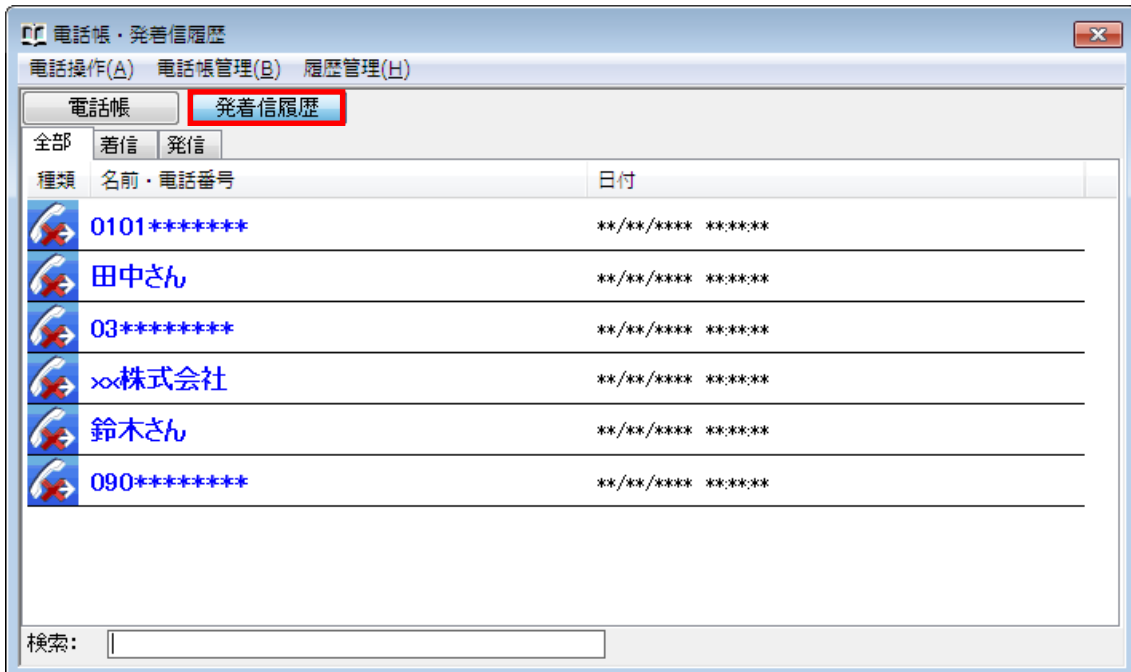 電話帳・発着信履歴
電話操作(A) 電話帳管理(B) 履歴管理(H)
電話帳 発着信履歴
全部 着信 発信
種類 名前・電話番号 日付
0101******* **/**/**** **:**:**
田中さん **/**/**** **:**:**
03******** **/**/**** **:**:**
xx株式会社 **/**/**** **:**:**
鈴木さん **/**/**** **:**:**
090******** **/**/**** **:**:**
検索: